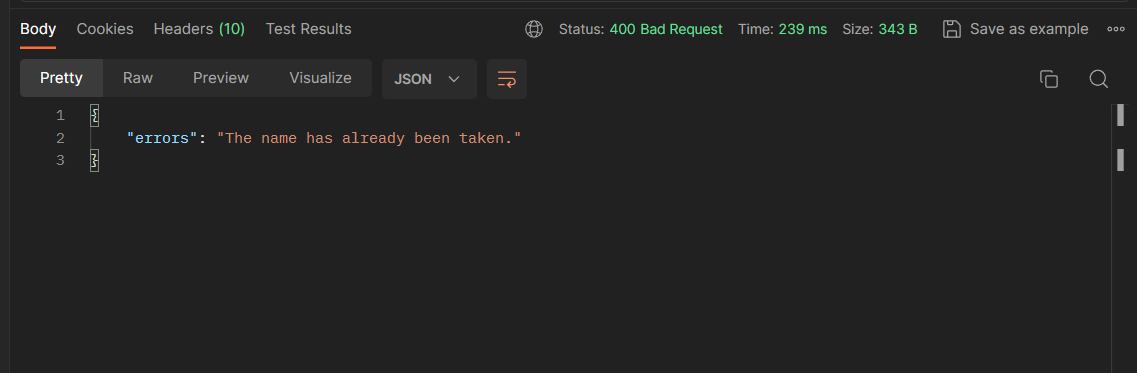 Body Cookies Headers (10) Test Results Status: 400 Bad Request Time: 239 ms Size: 343 B Save as example
Pretty Raw Preview Visualize JSON
1 {
2 "errors": "The name has already been taken."
3 }